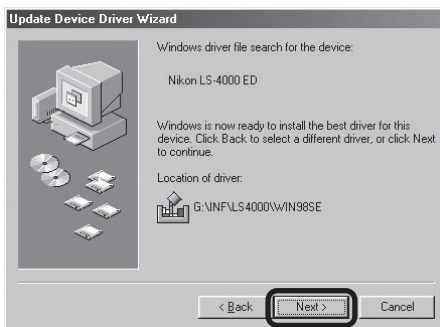 Update Device Driver Wizard
Windows driver file search for the device:
Nikon LS-4000 ED
Windows is now ready to install the best driver for this
device. Click Back to select a different driver, or click Next
to continue.
Location of driver:
G:\INF\LS4000\WIN98SE
< Back Next > Cancel